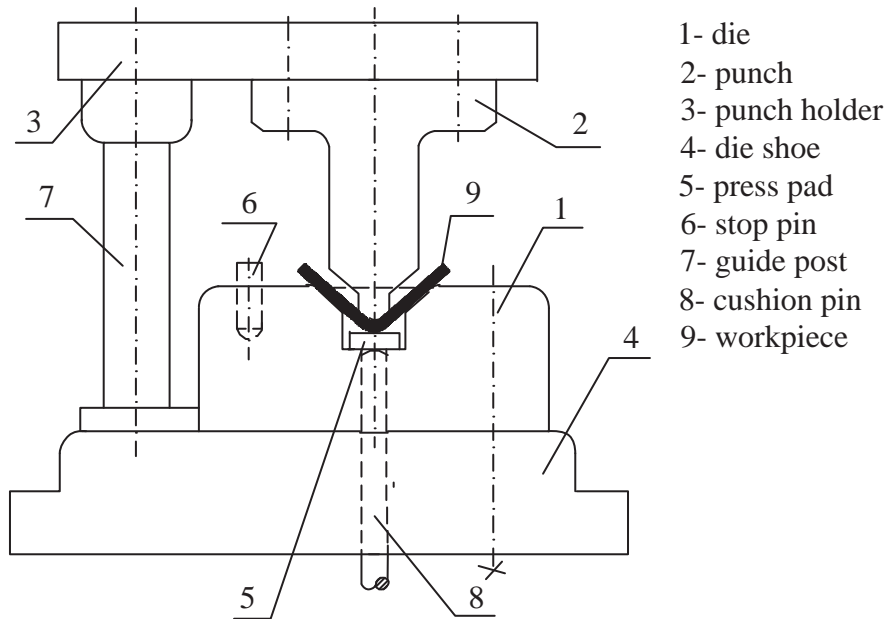 1- die
2- punch
3- punch holder
4- die shoe
5- press pad
6- stop pin
7- guide post
8- cushion pin
9- workpiece
3
2
7
6
9
1
4
5
8